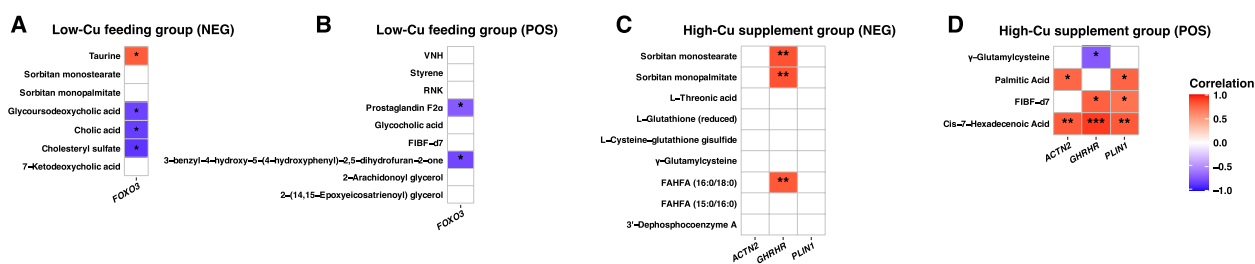 A
Low-Cu feeding group (NEG)
Taurine
*
Sorbitan monostearate
Sorbitan monopalmitate
Glycoursodeoxycholic acid
*
Cholic acid
*
Cholesteryl sulfate
*
7-Ketodeoxycholic acid
FOXO3
B
Low-Cu feeding group (POS)
VNH
Styrene
RNK
Prostaglandin F2α
*
Glycocholic acid
FIBF-d7
3-benzyl-4-hydroxy-5-(4-hydroxyphenyl)-2,5-dihydrofuran-2-one
*
2-Arachidonoyl glycerol
2-(14,15-Epoxyeicosatrienoyl) glycerol
FOXO3
C
High-Cu supplement group (NEG)
Sorbitan monostearate
**
Sorbitan monopalmitate
**
L-Threonic acid
L-Glutathione (reduced)
L-Cysteine-glutathione gisulfide
γ-Glutamylcysteine
FAHFA (16:0/18:0)
**
FAHFA (15:0/16:0)
3'-Dephosphocoenzyme A
ACTN2
GHRHR
PLIN1
D
High-Cu supplement group (POS)
γ-Glutamylcysteine
*
Palmitic Acid
* *
FIBF-d7
* *
Cis-7-Hexadecenoic Acid
** *** **
ACTN2
GHRHR
PLIN1
Correlation
1.0
0.5
0.0
-0.5
-1.0